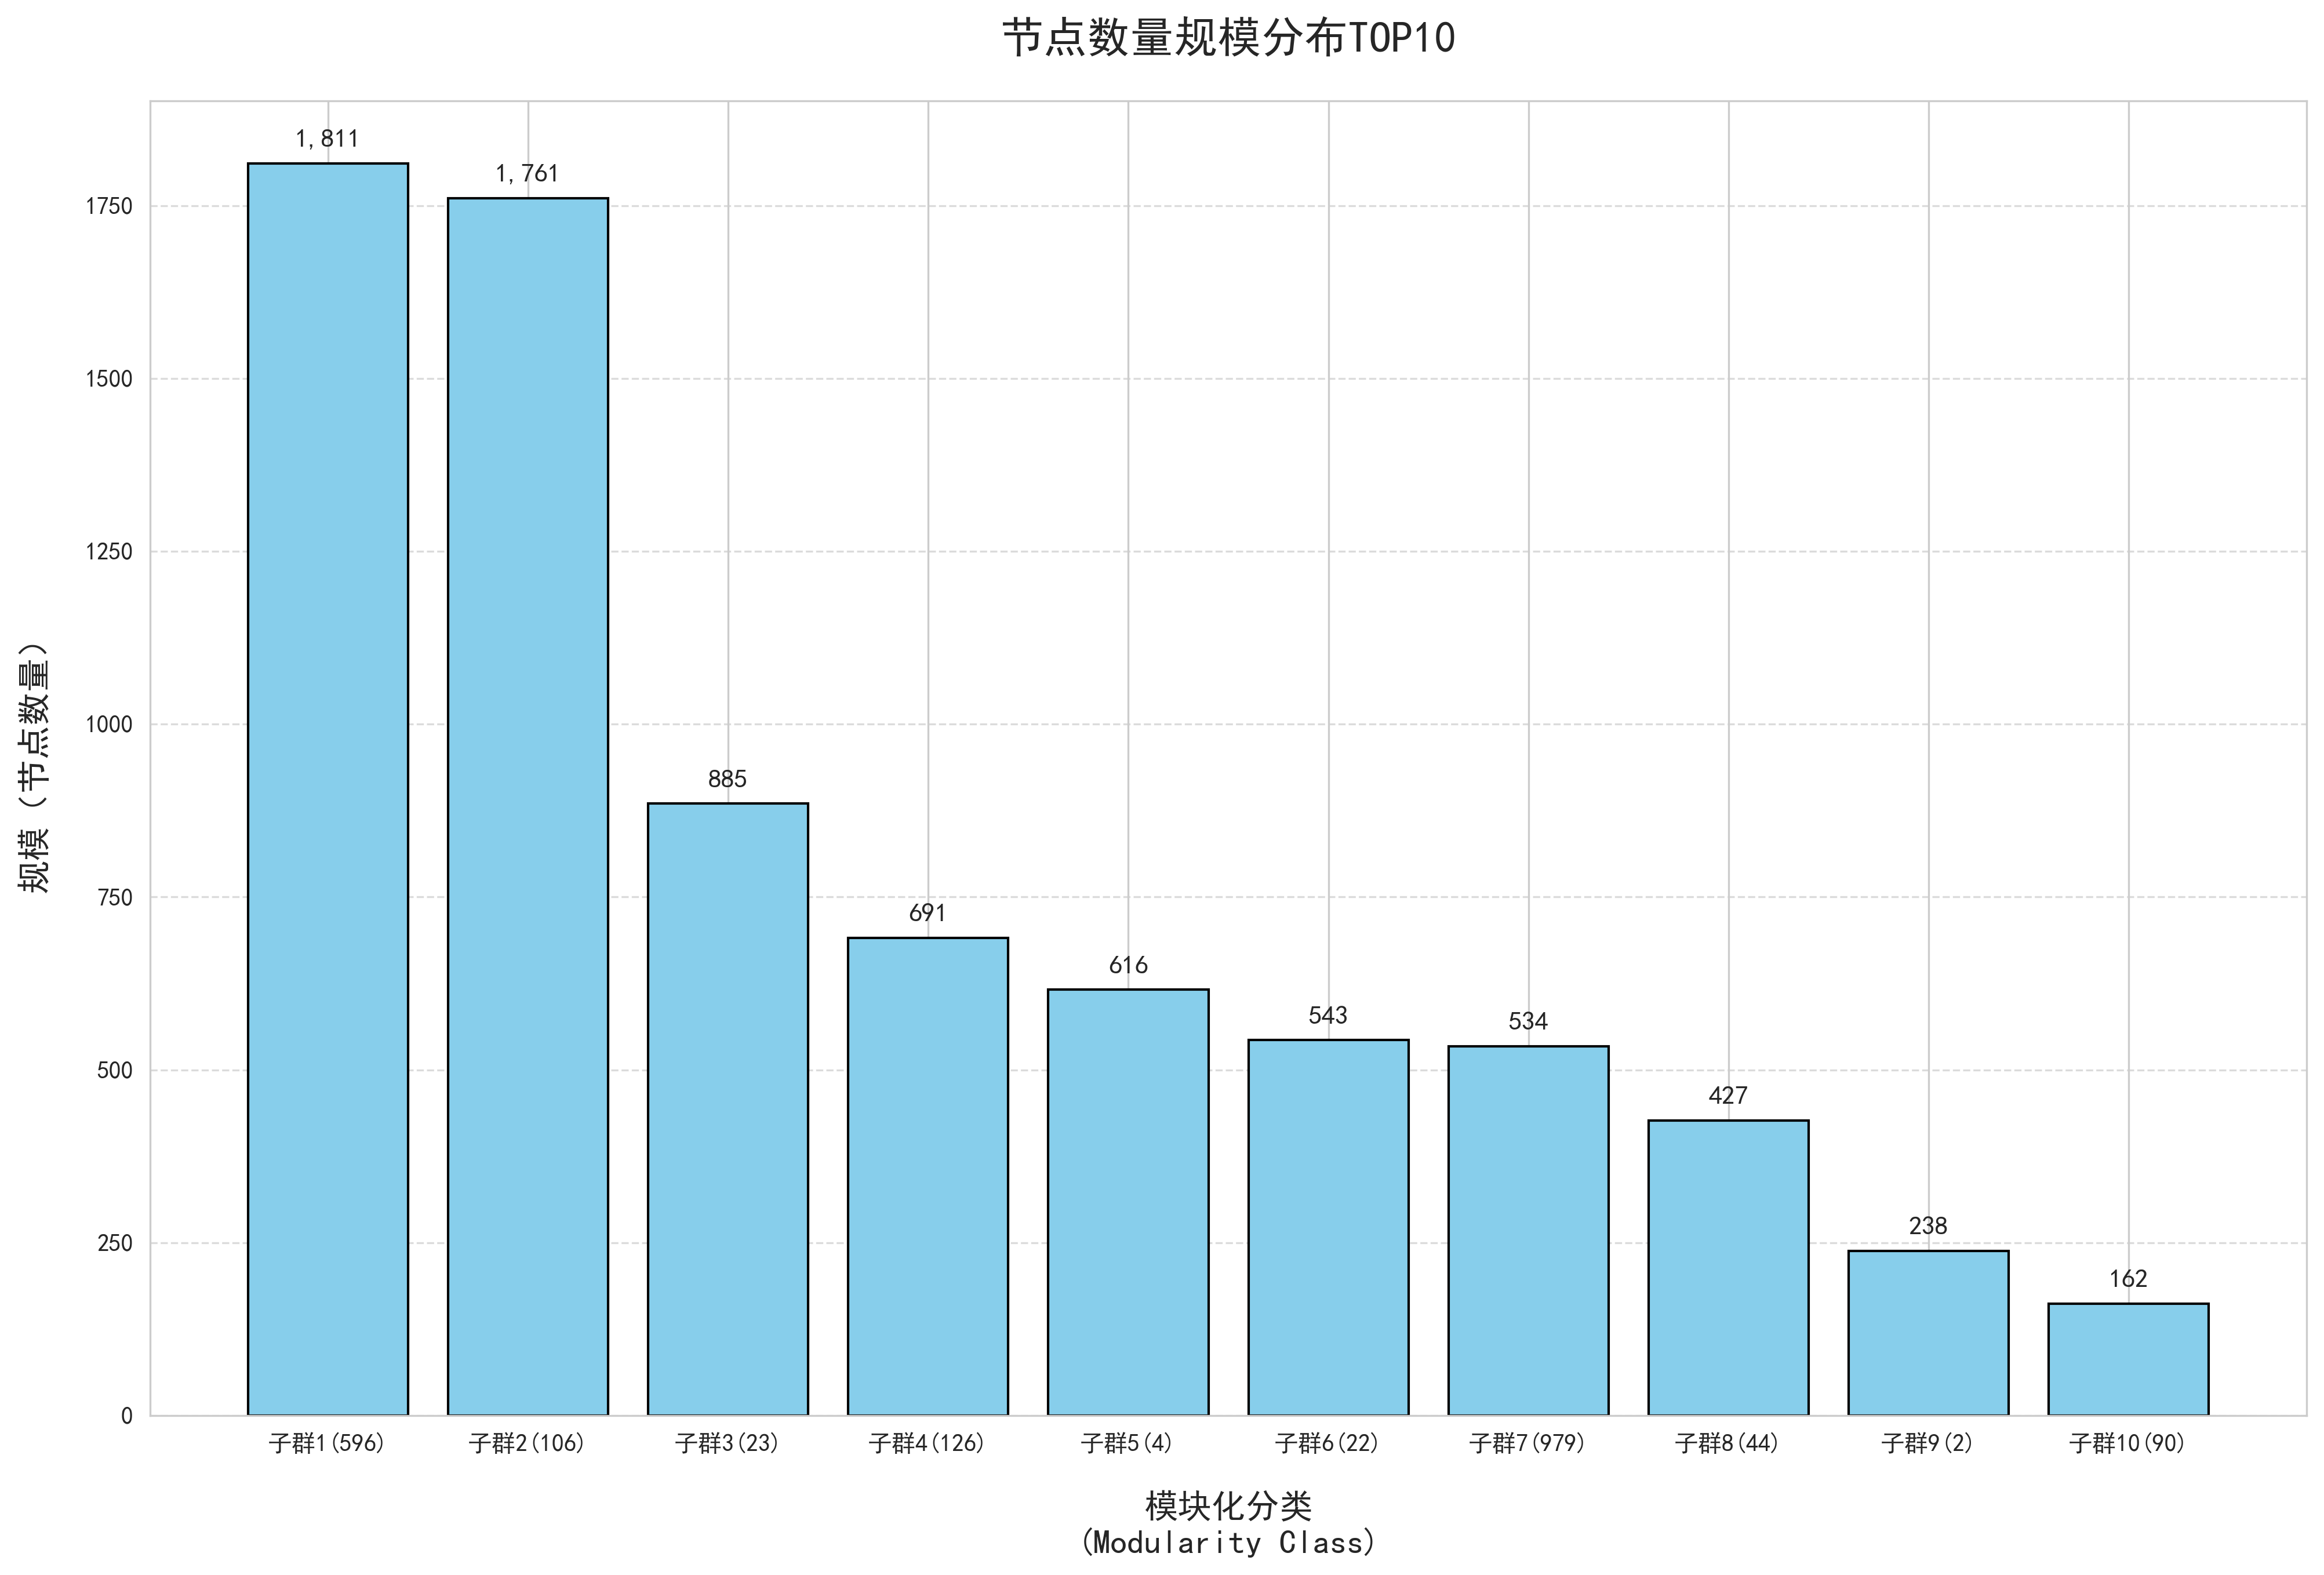 节点数量规模分布TOP10
规模（节点数量）
1750
1500
1250
1000
750
500
250
0
1,811
1,761
885
691
616
543
534
427
238
162
子群1(596)
子群2(106)
子群3(23)
子群4(126)
子群5(4)
子群6(22)
子群7(979)
子群8(44)
子群9(2)
子群10(90)
模块化分类
(Modularity Class)